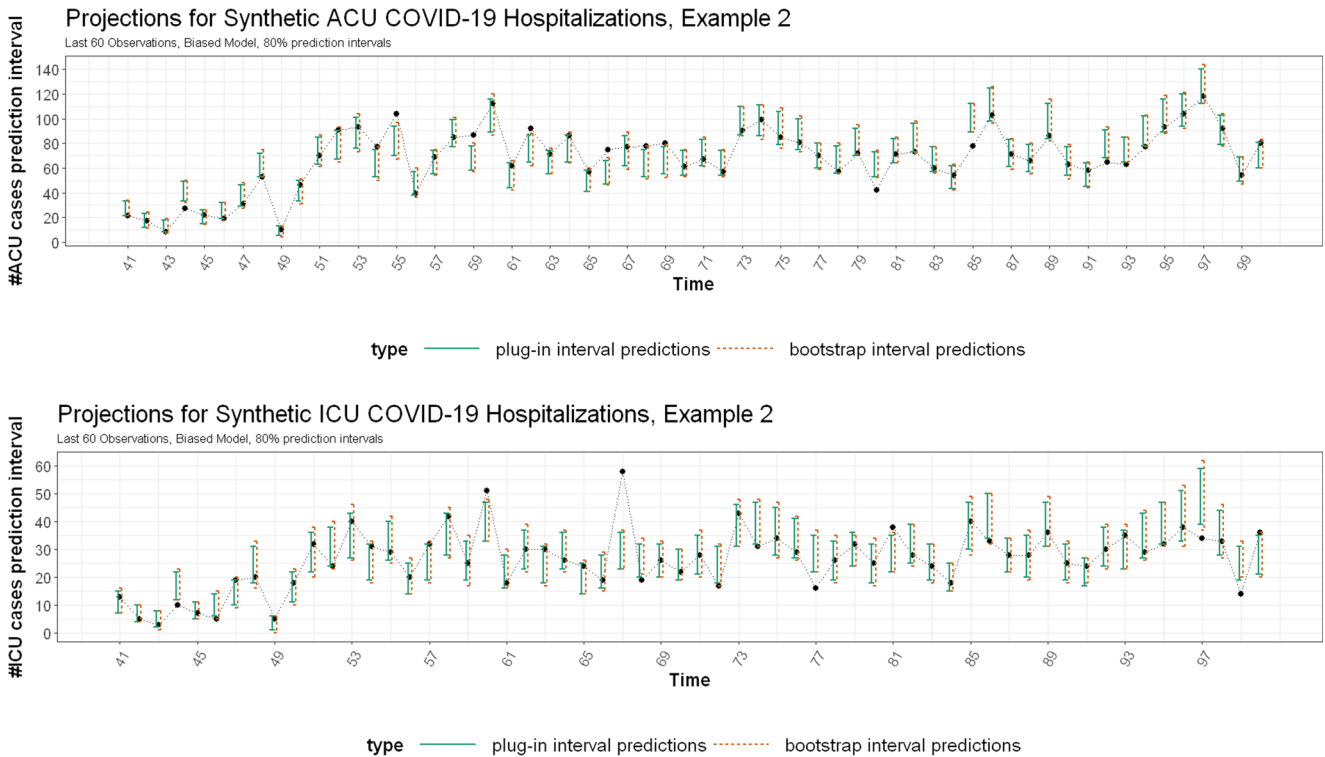 Projections for Synthetic ACU COVID-19 Hospitalizations, Example 2
Last 60 Observations, Biased Model, 80% prediction intervals
#ACU cases prediction interval
140
120
100
80
60
40
20
0
41 43 45 47 49 51 53 55 57 59 61 63 65 67 69 71 73 75 77 79 81 83 85 87 89 91 93 95 97 99
Time
type plug-in interval predictions bootstrap interval predictions
Projections for Synthetic ICU COVID-19 Hospitalizations, Example 2
Last 60 Observations, Biased Model, 80% prediction intervals
#ICU cases prediction interval
60
50
40
30
20
10
0
41 45 49 53 57 61 65 69 73 77 81 85 89 93 97
Time
type plug-in interval predictions bootstrap interval predictions